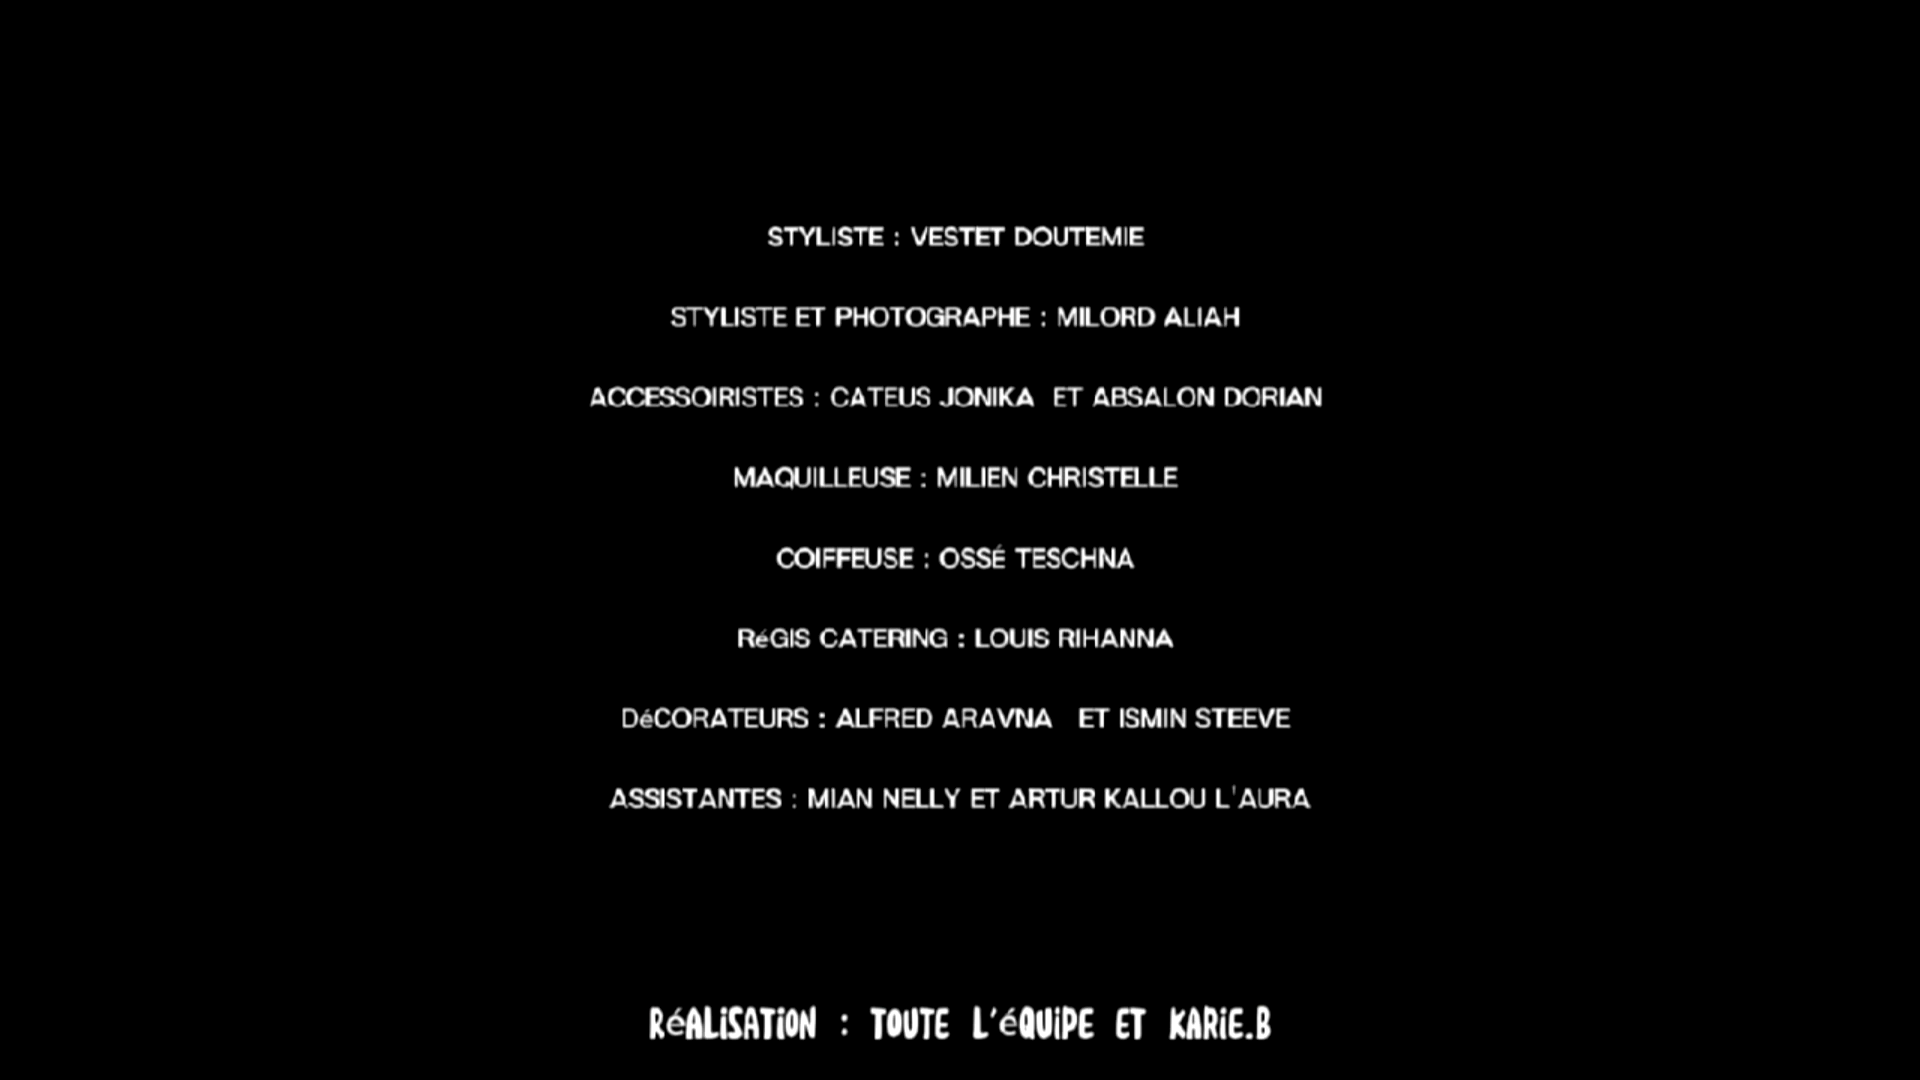 STYLISTE : VESTET DOUTEMIE
STYLISTE ET PHOTOGRAPHE : MILORD ALIAH
ACCESSOIRISTES : CATEUS JONIKA ET ABSALON DORIAN
MAQUILLEUSE : MILIEN CHRISTELLE
COIFFEUSE : OSSÉ TESCHNA
RéGIS CATERING : LOUIS RIHANNA
DéCORATEURS : ALFRED ARAVNA ET ISMIN STEEVE
ASSISTANTES : MIAN NELLY ET ARTUR KALLOU L'AURA
RéALiSATiON : TOUTE L'éQUiPE ET KARiE.B